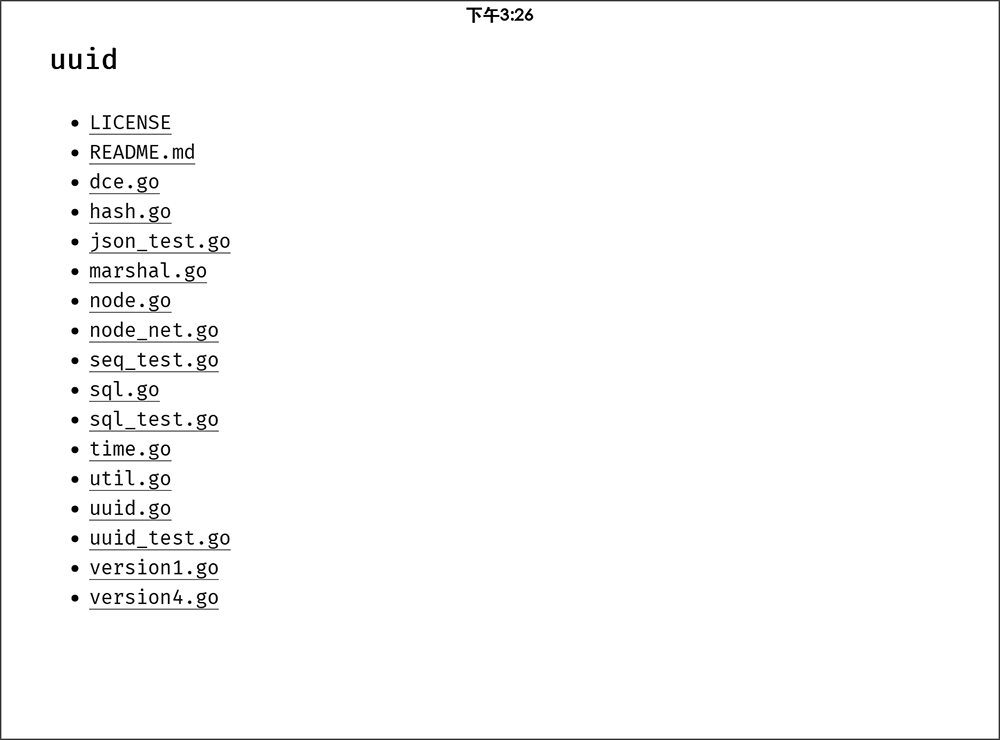 下午3:26
uuid
LICENSE
README.md
dce.go
hash.go
json_test.go
marshal.go
node.go
node_net.go
seq_test.go
sql.go
sql_test.go
time.go
util.go
uuid.go
uuid_test.go
version1.go
version4.go